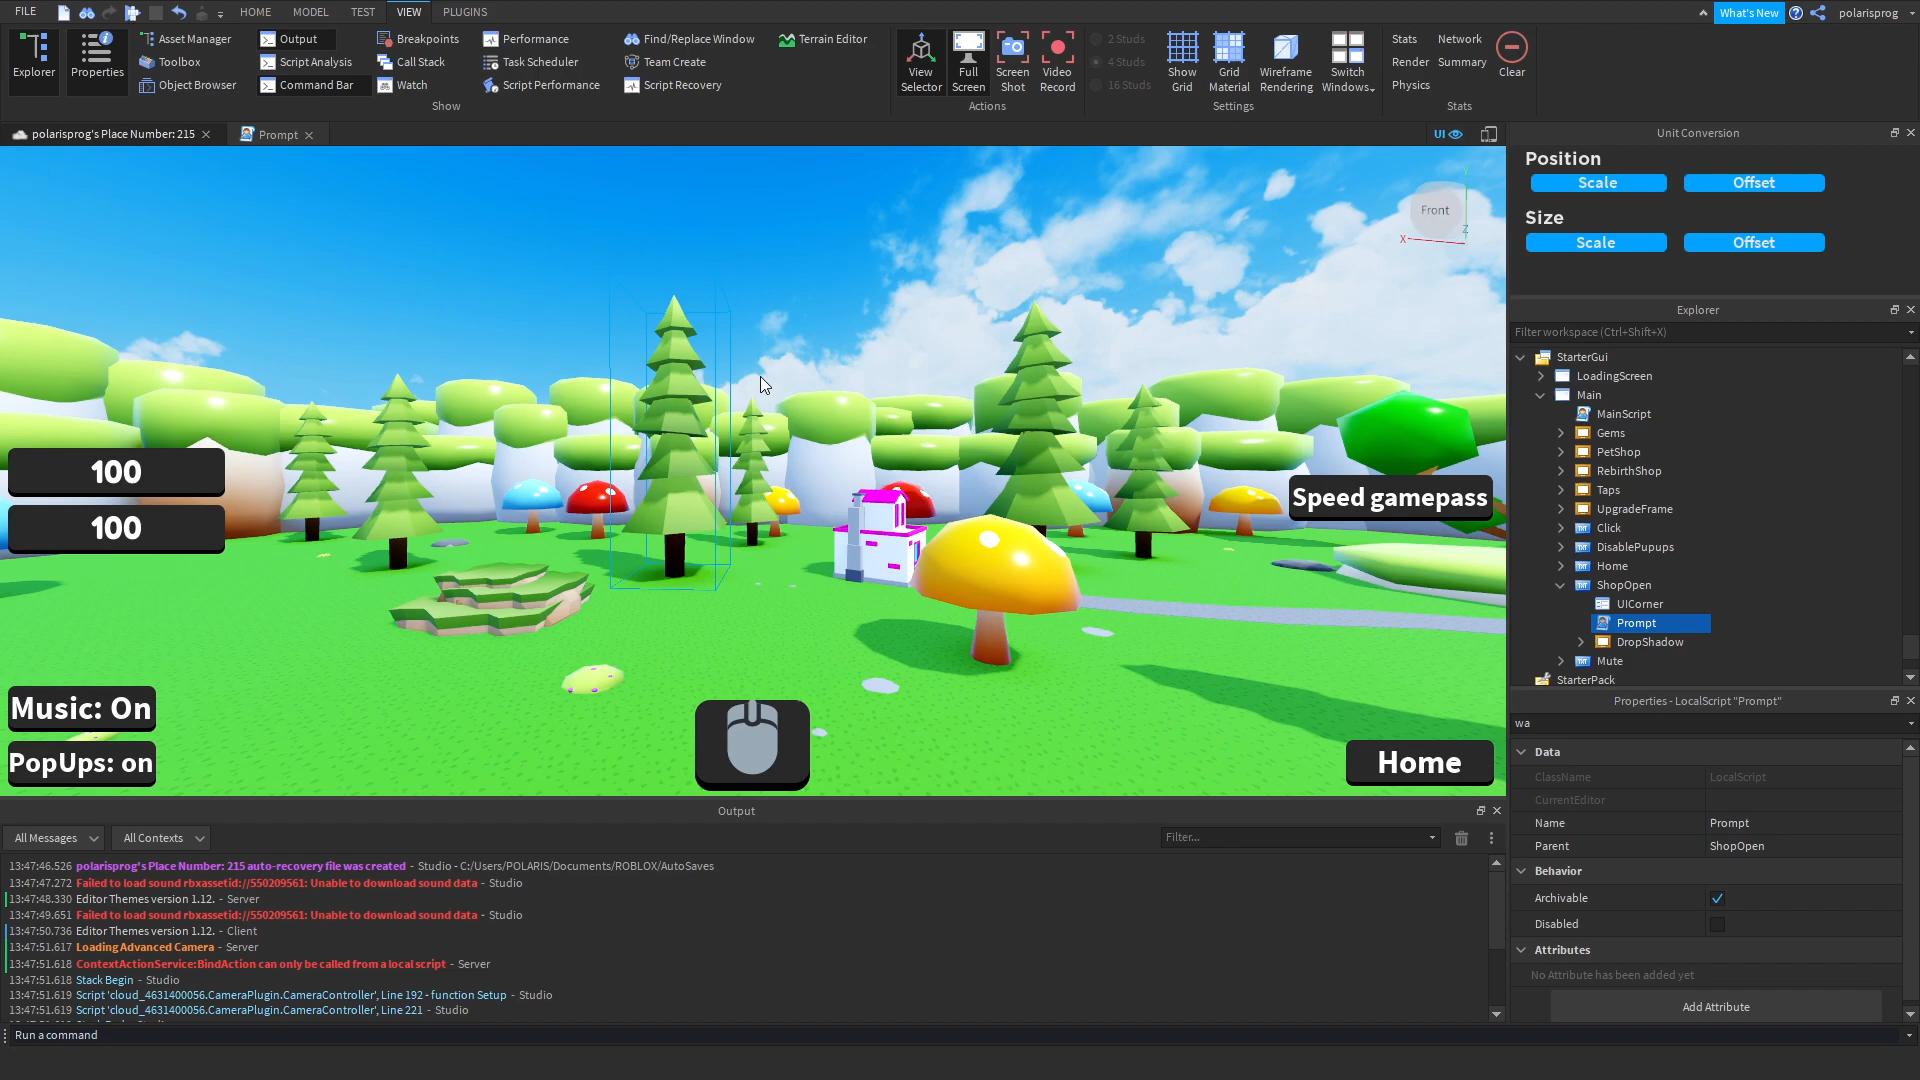 FILE HOME MODEL TEST VIEW PLUGINS What's New polarisprog
Explorer Properties Asset Manager Output Breakpoints Performance Find/Replace Window Terrain Editor
Toolbox Script Analysis Call Stack Task Scheduler Team Create
Object Browser Command Bar Watch Script Performance Script Recovery
Show
View Selector Full Screen Screen Shot Video Record
Actions
2 Studs
4 Studs
16 Studs
Show Grid Grid Material Wireframe Rendering Switch Windows
Settings
Stats Network
Render Summary Clear
Physics
Stats
polarisprog's Place Number: 215 Prompt UI
Front
Y
X
Z
100
100
Speed gamepass
Music: On
PopUps: on
Home
Unit Conversion
Position
Scale Offset
Size
Scale Offset
Explorer
Filter workspace (Ctrl+Shift+X)
StarterGui
LoadingScreen
Main
MainScript
Gems
PetShop
RebirthShop
Taps
UpgradeFrame
Click
DisablePupups
Home
ShopOpen
UICorner
Prompt
DropShadow
Mute
StarterPack
Properties - LocalScript "Prompt"
wa
Data
ClassName LocalScript
CurrentEditor
Name Prompt
Parent ShopOpen
Behavior
Archivable
Disabled
Attributes
No Attribute has been added yet
Add Attribute
Output
All Messages All Contexts Filter...
13:47:46.526 polarisprog's Place Number: 215 auto-recovery file was created - Studio - C:/Users/POLARIS/Documents/ROBLOX/AutoSaves
13:47:47.272 Failed to load sound rbxassetid://550209561: Unable to download sound data - Studio
13:47:48.330 Editor Themes version 1.12. - Server
13:47:49.651 Failed to load sound rbxassetid://550209561: Unable to download sound data - Studio
13:47:50.736 Editor Themes version 1.12. - Client
13:47:51.617 Loading Advanced Camera - Server
13:47:51.618 ContextActionService:BindAction can only be called from a local script - Server
13:47:51.618 Stack Begin - Studio
13:47:51.619 Script 'cloud_4631400056.CameraPlugin.CameraController', Line 192 - function Setup - Studio
13:47:51.619 Script 'cloud_4631400056.CameraPlugin.CameraController', Line 221 - Studio
Run a command